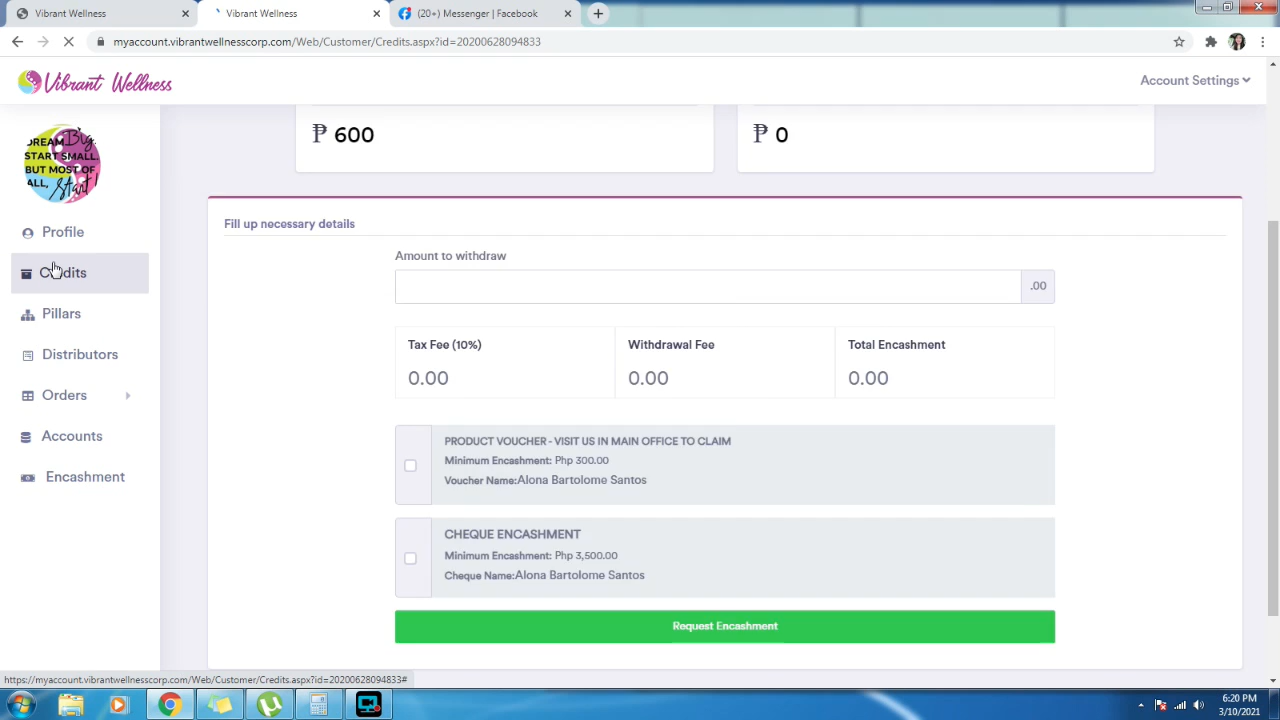 Vibrant Wellness
Vibrant Wellness
(20+) Messenger | Facebook
myaccount.vibrantwellnesscorp.com/Web/Customer/Credits.aspx?id=20200628094833
Vibrant Wellness
Account Settings
DREAM Big.
START SMALL.
BUT MOST OF
ALL, Start!
₱ 600
₱ 0
Profile
Credits
Pillars
Distributors
Orders
Accounts
Encashment
Fill up necessary details
Amount to withdraw
.00
Tax Fee (10%)
Withdrawal Fee
Total Encashment
0.00
0.00
0.00
PRODUCT VOUCHER - VISIT US IN MAIN OFFICE TO CLAIM
Minimum Encashment: Php 300.00
Voucher Name:Alona Bartolome Santos
CHEQUE ENCASHMENT
Minimum Encashment: Php 3,500.00
Cheque Name:Alona Bartolome Santos
Request Encashment
https://myaccount.vibrantwellnesscorp.com/Web/Customer/Credits.aspx?id=20200628094833#
6:20 PM
3/10/2021